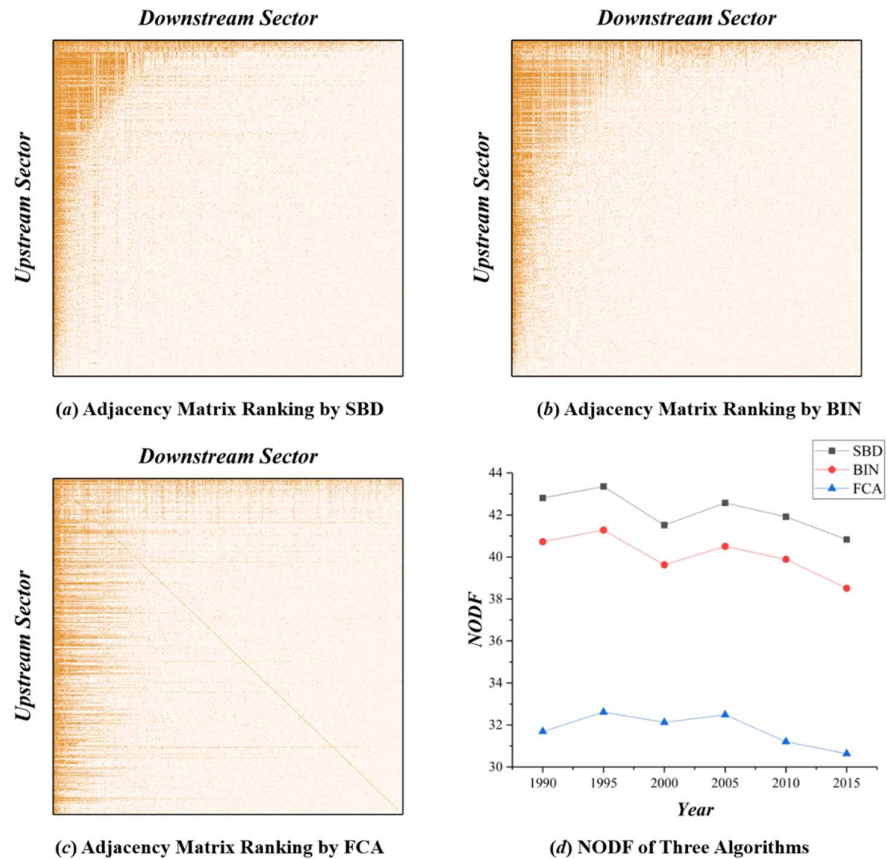 Downstream Sector
Upstream Sector
(a) Adjacency Matrix Ranking by SBD
Downstream Sector
Upstream Sector
(b) Adjacency Matrix Ranking by BIN
Downstream Sector
Upstream Sector
(c) Adjacency Matrix Ranking by FCA
SBD
BIN
FCA
44
42
40
38
36
34
32
30
NODF
1990 1995 2000 2005 2010 2015
Year
(d) NODF of Three Algorithms